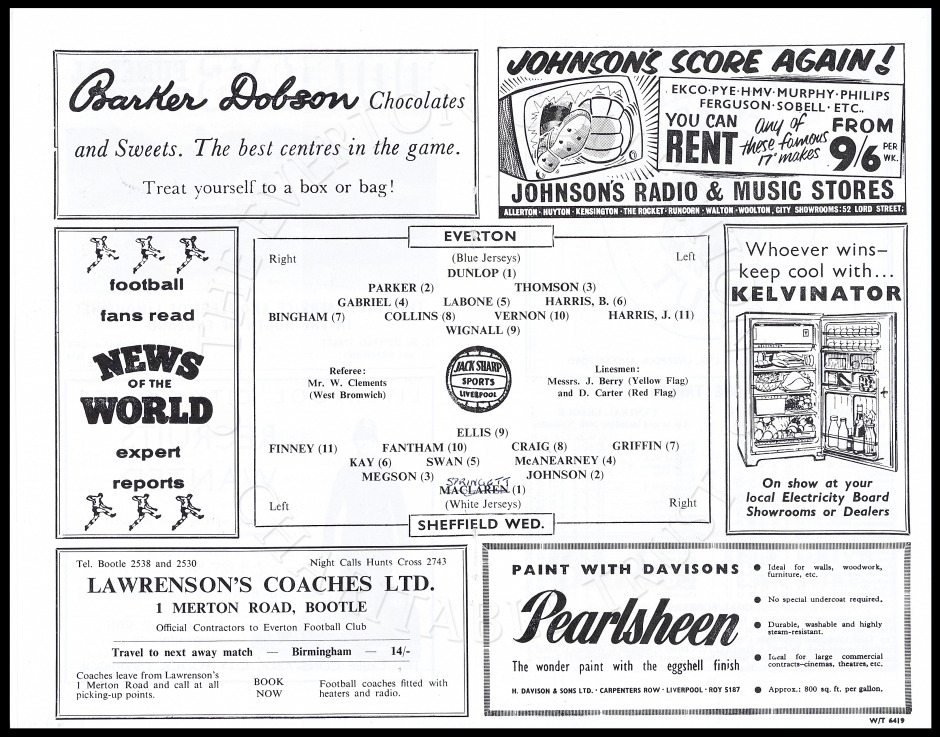 Barker Dobson Chocolates
and Sweets. The best centres in the game.
Treat yourself to a box or bag!
JOHNSON'S SCORE AGAIN!
EKCO·PYE·HMV·MURPHY·PHILIPS
FERGUSON·SOBELL·ETC.,
YOU CAN
RENT
any of
these famous
17" makes
FROM
9/6 PER
WK.
JOHNSON'S RADIO & MUSIC STORES
ALLERTON·HUYTON·KENSINGTON·THE ROCKET·RUNCORN·WALTON·WOOLTON, CITY SHOWROOMS: 52 LORD STREET;
football
fans read
NEWS
OF THE
WORLD
expert
reports
EVERTON
Right
(Blue Jerseys)
Left
DUNLOP (1)
PARKER (2) THOMSON (3)
GABRIEL (4) LABONE (5) HARRIS, B. (6)
BINGHAM (7) COLLINS (8) VERNON (10) HARRIS, J. (11)
WIGNALL (9)
Referee:
Mr. W. Clements
(West Bromwich)
JACK SHARP
SPORTS
LIVERPOOL
Linesmen:
Messrs. J. Berry (Yellow Flag)
and D. Carter (Red Flag)
ELLIS (9)
FINNEY (11) FANTHAM (10) CRAIG (8) GRIFFIN (7)
KAY (6) SWAN (5) McANEARNEY (4)
MEGSON (3) JOHNSON (2)
SPRINGETT
MACLAREN (1)
Left
(White Jerseys)
Right
SHEFFIELD WED.
Whoever wins–
keep cool with...
KELVINATOR
On show at your
local Electricity Board
Showrooms or Dealers
Tel. Bootle 2538 and 2530 Night Calls Hunts Cross 2743
LAWRENSON'S COACHES LTD.
1 MERTON ROAD, BOOTLE
Official Contractors to Everton Football Club
Travel to next away match — Birmingham — 14/-
Coaches leave from Lawrenson's
1 Merton Road and call at all
picking-up points.
BOOK
NOW
Football coaches fitted with
heaters and radio.
PAINT WITH DAVISONS
Pearlsheen
The wonder paint with the eggshell finish
H. DAVISON & SONS LTD · CARPENTERS ROW · LIVERPOOL · ROY 5187
● Ideal for walls, woodwork,
furniture, etc.
● No special undercoat required.
● Durable, washable and highly
steam-resistant.
● Ideal for large commercial
contracts–cinemas, theatres, etc.
● Approx.: 800 sq. ft. per gallon.
W/T 6419